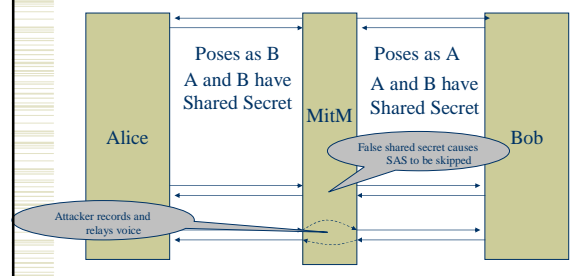 Poses as B
A and B have
Shared Secret
Poses as A
A and B have
Shared Secret
MitM
Alice
Bob
False shared secret causes
SAS to be skipped
Attacker records and
relays voice